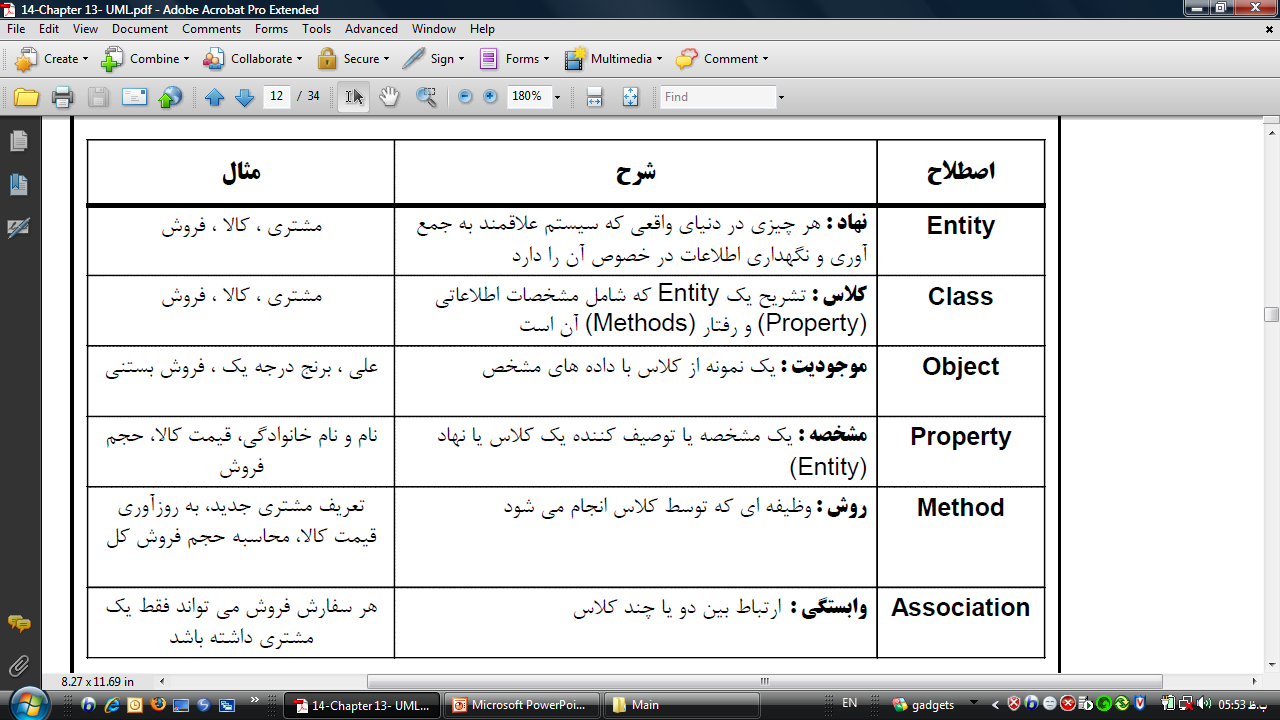 14-Chapter 13- UML.pdf - Adobe Acrobat Pro Extended
File Edit View Document Comments Forms Tools Advanced Window Help
Create Combine Collaborate Secure Sign Forms Multimedia Comment
12 / 34 180% Find
اصطلاح شرح مثال
Entity نهاد : هر چیزی در دنیای واقعی که سیستم علاقمند به جمع مشتری ، کالا ، فروش
آوری و نگهداری اطلاعات در خصوص آن را دارد
Class کلاس : تشریح یک Entity که شامل مشخصات اطلاعاتی مشتری ، کالا ، فروش
(Property) و رفتار (Methods) آن است
Object موجودیت : یک نمونه از کلاس با داده های مشخص علی ، برنج درجه یک ، فروش بستنی
Property مشخصه : یک مشخصه یا توصیف کننده یک کلاس یا نهاد نام و نام خانوادگی، قیمت کالا، حجم
(Entity) فروش
Method روش : وظیفه ای که توسط کلاس انجام می شود تعریف مشتری جدید، به روزآوری
قیمت کالا، محاسبه حجم فروش کل
Association وابستگی : ارتباط بین دو یا چند کلاس هر سفارش فروش می تواند فقط یک
مشتری داشته باشد
8.27 x 11.69 in
14-Chapter 13- UML... Microsoft PowerPoi... Main EN gadgets 05:53 ب.ظ